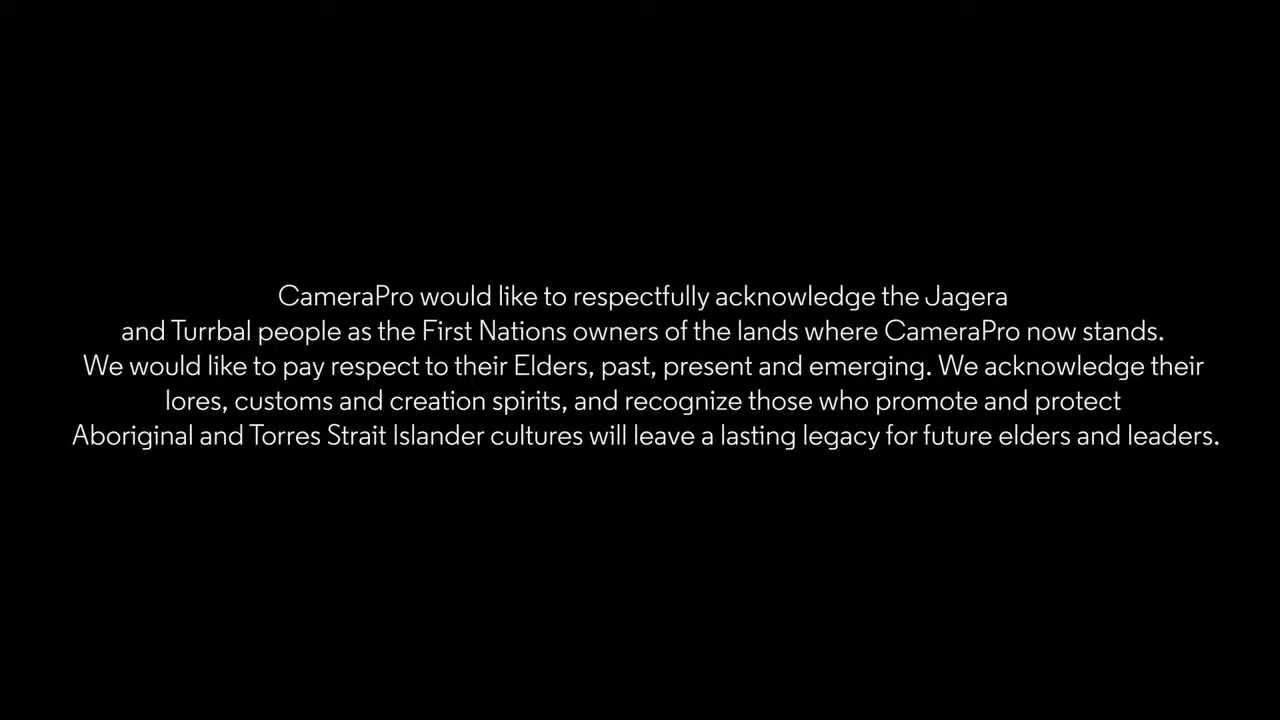 CameraPro would like to respectfully acknowledge the Jagera
and Turrbal people as the First Nations owners of the lands where CameraPro now stands.
We would like to pay respect to their Elders, past, present and emerging. We acknowledge their
lores, customs and creation spirits, and recognize those who promote and protect
Aboriginal and Torres Strait Islander cultures will leave a lasting legacy for future elders and leaders.